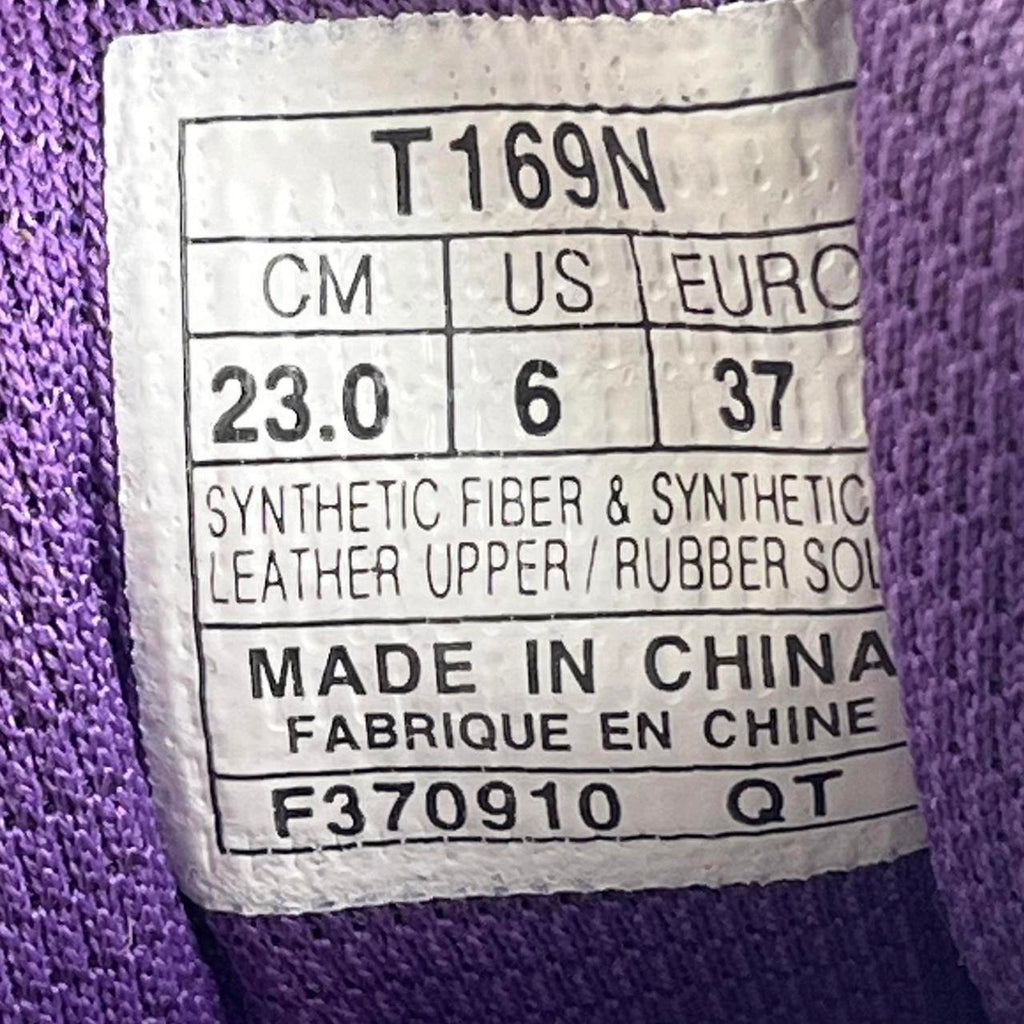 T169N
CM US EURO
23.0 6 37
SYNTHETIC FIBER & SYNTHETIC
LEATHER UPPER / RUBBER SOL
MADE IN CHINA
FABRIQUE EN CHINE
F370910 QT